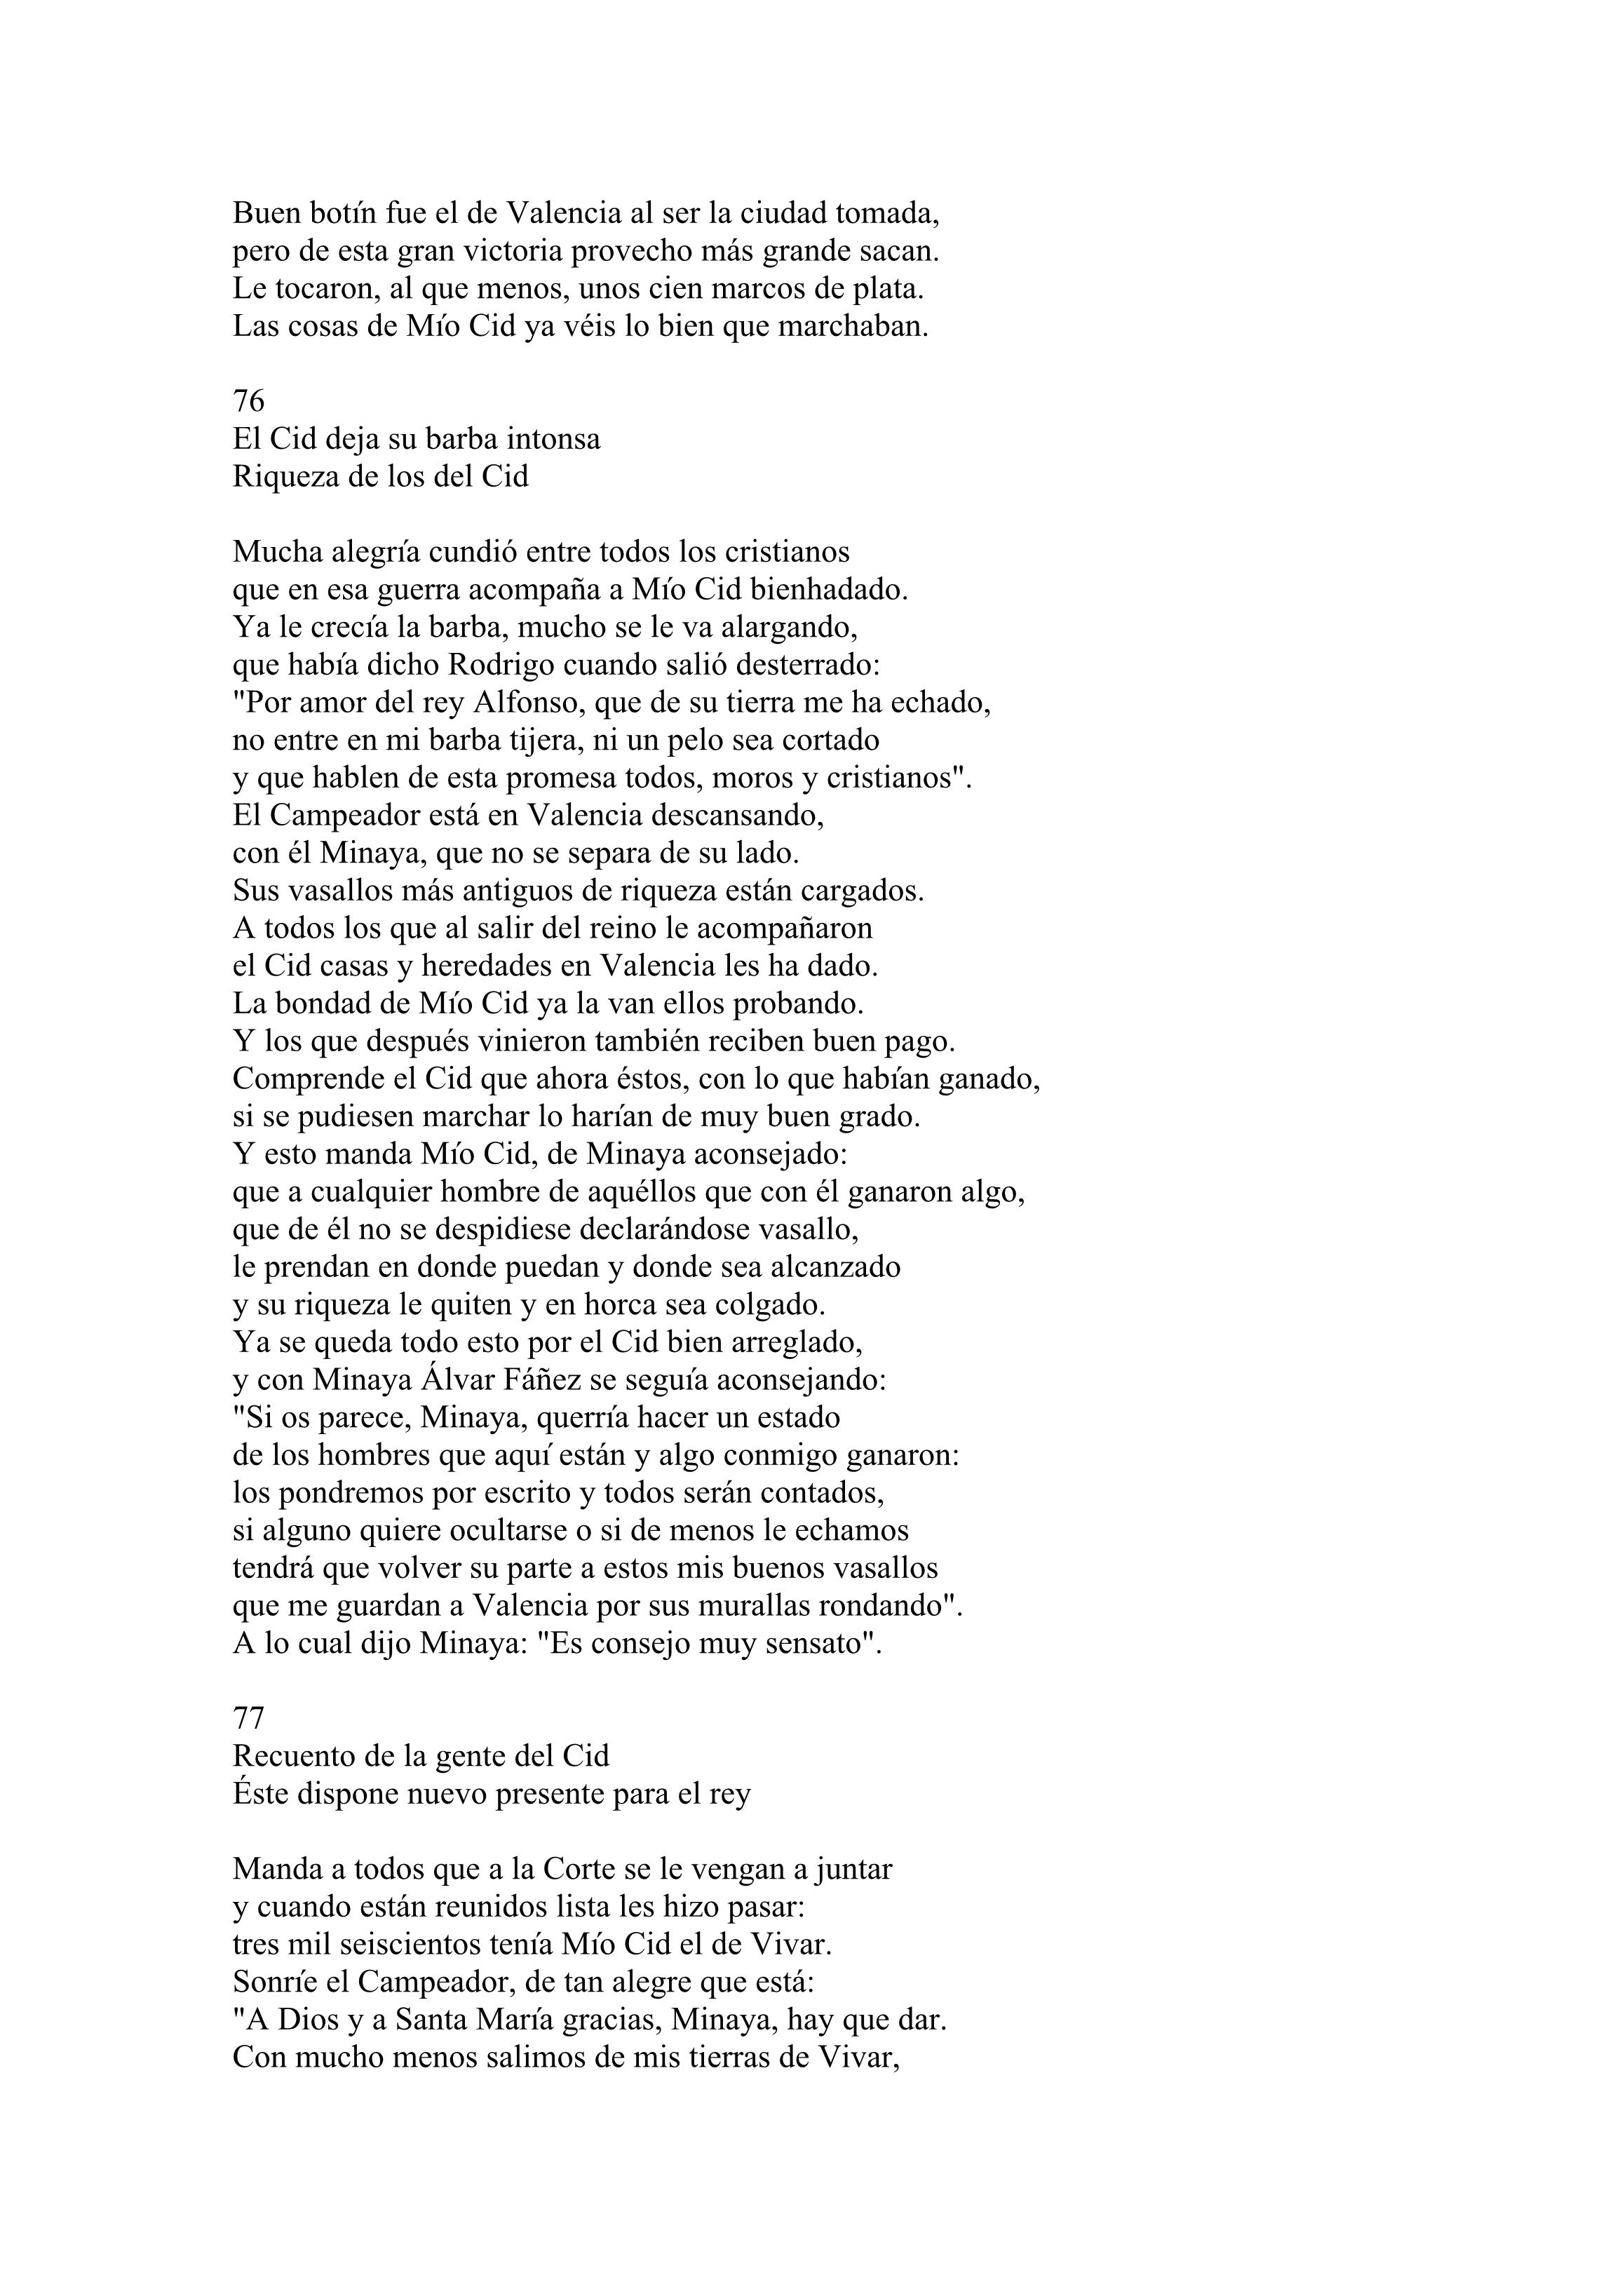 Buen botín fue el de Valencia al ser la ciudad tomada,
pero de esta gran victoria provecho más grande sacan.
Le tocaron, al que menos, unos cien marcos de plata.
Las cosas de Mío Cid ya véis lo bien que marchaban.

76
El Cid deja su barba intonsa
Riqueza de los del Cid

Mucha alegría cundió entre todos los cristianos
que en esa guerra acompaña a Mío Cid bienhadado.
Ya le crecía la barba, mucho se le va alargando,
que había dicho Rodrigo cuando salió desterrado:
"Por amor del rey Alfonso, que de su tierra me ha echado,
no entre en mi barba tijera, ni un pelo sea cortado
y que hablen de esta promesa todos, moros y cristianos".
El Campeador está en Valencia descansando,
con él Minaya, que no se separa de su lado.
Sus vasallos más antiguos de riqueza están cargados.
A todos los que al salir del reino le acompañaron
el Cid casas y heredades en Valencia les ha dado.
La bondad de Mío Cid ya la van ellos probando.
Y los que después vinieron también reciben buen pago.
Comprende el Cid que ahora éstos, con lo que habían ganado,
si se pudiesen marchar lo harían de muy buen grado.
Y esto manda Mío Cid, de Minaya aconsejado:
que a cualquier hombre de aquéllos que con él ganaron algo,
que de él no se despidiese declarándose vasallo,
le prendan en donde puedan y donde sea alcanzado
y su riqueza le quiten y en horca sea colgado.
Ya se queda todo esto por el Cid bien arreglado,
y con Minaya Álvar Fáñez se seguía aconsejando:
"Si os parece, Minaya, querría hacer un estado
de los hombres que aquí están y algo conmigo ganaron:
los pondremos por escrito y todos serán contados,
si alguno quiere ocultarse o si de menos le echamos
tendrá que volver su parte a estos mis buenos vasallos
que me guardan a Valencia por sus murallas rondando".
A lo cual dijo Minaya: "Es consejo muy sensato".

77
Recuento de la gente del Cid
Éste dispone nuevo presente para el rey

Manda a todos que a la Corte se le vengan a juntar
y cuando están reunidos lista les hizo pasar:
tres mil seiscientos tenía Mío Cid el de Vivar.
Sonríe el Campeador, de tan alegre que está:
"A Dios y a Santa María gracias, Minaya, hay que dar.
Con mucho menos salimos de mis tierras de Vivar,